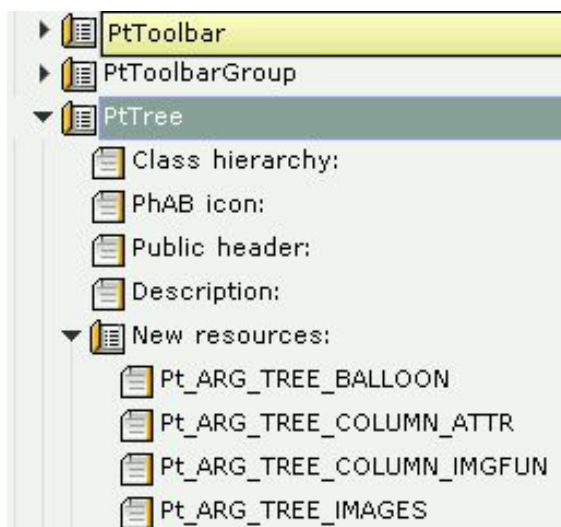 PtToolbar
PtToolbarGroup
PtTree
Class hierarchy:
PhAB icon:
Public header:
Description:
New resources:
Pt_ARG_TREE_BALLOON
Pt_ARG_TREE_COLUMN_ATTR
Pt_ARG_TREE_COLUMN_IMGFUN
Pt_ARG_TREE_IMAGES